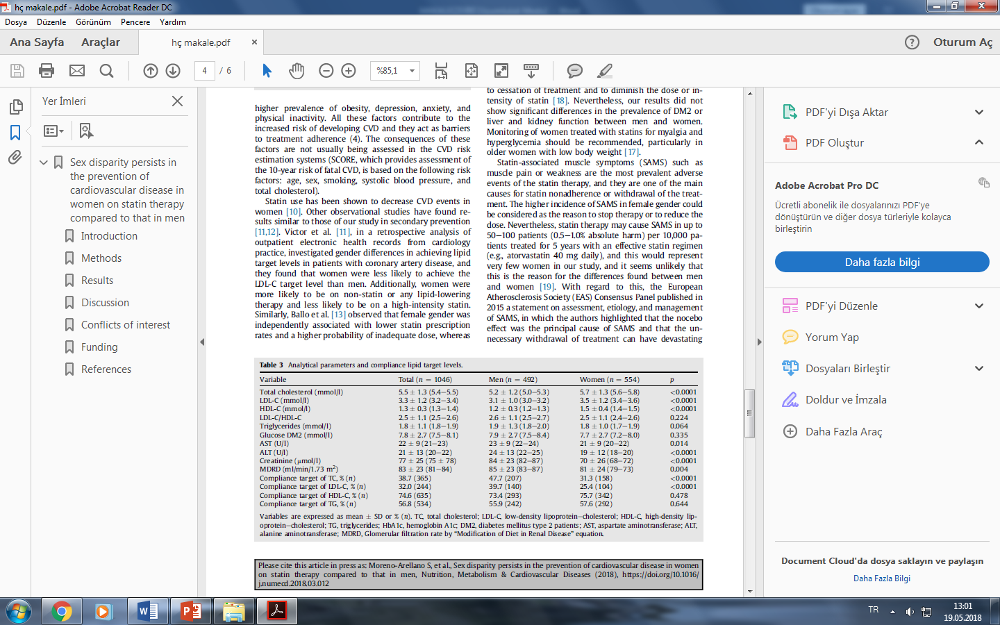 hç makale.pdf - Adobe Acrobat Reader DC
Dosya Düzenle Görünüm Pencere Yardım
Ana Sayfa Araçlar hç makale.pdf × ? Oturum Aç
4 / 6 %85,1
Yer İmleri
Sex disparity persists in
the prevention of
cardiovascular disease in
women on statin therapy
compared to that in men
Introduction
Methods
Results
Discussion
Conflicts of interest
Funding
References
higher prevalence of obesity, depression, anxiety, and
physical inactivity. All these factors contribute to the
increased risk of developing CVD and they act as barriers
to treatment adherence (4). The consequences of these
factors are not usually being assessed in the CVD risk
estimation systems (SCORE, which provides assessment of
the 10-year risk of fatal CVD, is based on the following risk
factors: age, sex, smoking, systolic blood pressure, and
total cholesterol).
Statin use has been shown to decrease CVD events in
women [10]. Other observational studies have found re-
sults similar to those of our study in secondary prevention
[11,12]. Victor et al. [11], in a retrospective analysis of
outpatient electronic health records from cardiology
practice, investigated gender differences in achieving lipid
target levels in patients with coronary artery disease, and
they found that women were less likely to achieve the
LDL-C target level than men. Additionally, women were
more likely to be on non-statin or any lipid-lowering
therapy and less likely to be on a high-intensity statin.
Similarly, Ballo et al. [13] observed that female gender was
independently associated with lower statin prescription
rates and a higher probability of inadequate dose, whereas
to cessation of treatment and to diminish the dose or in-
tensity of statin [18]. Nevertheless, our results did not
show significant differences in the prevalence of DM2 or
liver and kidney function between men and women.
Monitoring of women treated with statins for myalgia and
hyperglycemia should be recommended, particularly in
older women with low body weight [17].
Statin-associated muscle symptoms (SAMS) such as
muscle pain or weakness are the most prevalent adverse
events of the statin therapy, and they are one of the main
causes for statin nonadherence or withdrawal of the treat-
ment. The higher incidence of SAMS in female gender could
be considered as the reason to stop therapy or to reduce the
dose. Nevertheless, statin therapy may cause SAMS in up to
50–100 patients (0.5–1.0% absolute harm) per 10,000 pa-
tients treated for 5 years with an effective statin regimen
(e.g., atorvastatin 40 mg daily), and this would represent
very few women in our study, and it seems unlikely that
this is the reason for the differences found between men
and women [19]. With regard to this, the European
Atherosclerosis Society (EAS) Consensus Panel published in
2015 a statement on assessment, etiology, and management
of SAMS, in which the authors highlighted that the nocebo
effect was the principal cause of SAMS and that the un-
necessary withdrawal of treatment can have devastating
Table 3 Analytical parameters and compliance lipid target levels.
Variable Total (n = 1046) Men (n = 492) Women (n = 554) p
Total cholesterol (mmol/l) 5.5 ± 1.3 (5.4–5.5) 5.2 ± 1.2 (5.0–5.3) 5.7 ± 1.3 (5.6–5.8) <0.0001
LDL-C (mmol/l) 3.3 ± 1.2 (3.2–3.4) 3.1 ± 1.0 (3.0–3.2) 3.5 ± 1.2 (3.4–3.6) <0.0001
HDL-C (mmol/l) 1.3 ± 0.3 (1.3–1.4) 1.2 ± 0.3 (1.2–1.3) 1.5 ± 0.4 (1.4–1.5) <0.0001
LDL-C/HDL-C 2.5 ± 1.1 (2.5–2.6) 2.6 ± 1.1 (2.5–2.7) 2.5 ± 1.1 (2.4–2.6) 0.224
Triglycerides (mmol/l) 1.8 ± 1.1 (1.8–1.9) 1.9 ± 1.3 (1.8–2.0) 1.8 ± 1.0 (1.7–1.9) 0.064
Glucose DM2 (mmol/l) 7.8 ± 2.7 (7.5–8.1) 7.9 ± 2.7 (7.5–8.4) 7.7 ± 2.7 (7.2–8.0) 0.335
AST (U/l) 22 ± 9 (21–23) 23 ± 9 (22–24) 21 ± 9 (20–22) 0.014
ALT (U/l) 21 ± 13 (20–22) 24 ± 13 (22–25) 19 ± 12 (18–20) <0.0001
Creatinine (μmol/l) 77 ± 25 (75 ± 78) 84 ± 23 (82–87) 70 ± 26 (68–72) <0.0001
MDRD (ml/min/1.73 m²) 83 ± 23 (81–84) 85 ± 23 (83–87) 81 ± 24 (79–73) 0.004
Compliance target of TC, % (n) 38.7 (365) 47.7 (207) 31.3 (158) <0.0001
Compliance target of LDL-C, % (n) 32.0 (244) 39.7 (140) 25.4 (104) <0.0001
Compliance target of HDL-C, % (n) 74.6 (635) 73.4 (293) 75.7 (342) 0.478
Compliance target of TG, % (n) 56.8 (534) 55.9 (242) 57.6 (292) 0.644
Variables are expressed as mean ± SD or % (n). TC, total cholesterol; LDL-C, low-density lipoprotein–cholesterol; HDL-C, high-density lip-
oprotein–cholesterol; TG, triglycerides; HbA1c, hemoglobin A1c; DM2, diabetes mellitus type 2 patients; AST, aspartate aminotransferase; ALT,
alanine aminotransferase; MDRD, Glomerular filtration rate by "Modification of Diet in Renal Disease" equation.
Please cite this article in press as: Moreno-Arellano S, et al., Sex disparity persists in the prevention of cardiovascular disease in women
on statin therapy compared to that in men, Nutrition, Metabolism & Cardiovascular Diseases (2018), https://doi.org/10.1016/
j.numecd.2018.03.012
PDF'yi Dışa Aktar
PDF Oluştur
Adobe Acrobat Pro DC
Ücretli abonelik ile dosyalarınızı PDF'ye
dönüştürün ve diğer dosya türleriyle kolayca
birleştirin
Daha fazla bilgi
PDF'yi Düzenle
Yorum Yap
Dosyaları Birleştir
Doldur ve İmzala
Daha Fazla Araç
Document Cloud'da dosya saklayın ve paylaşın
Daha Fazla Bilgi
TR 13:01
19.05.2018